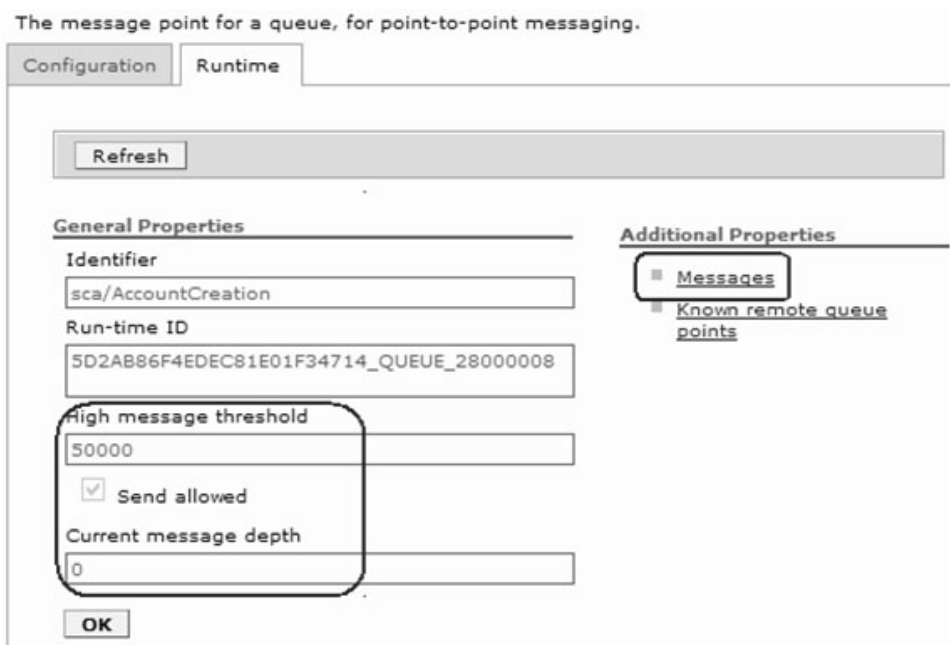 The message point for a queue, for point-to-point messaging.
Configuration
Runtime
Refresh
General Properties
Identifier
sca/AccountCreation
Run-time ID
5D2AB86F4EDEC81E01F34714_QUEUE_28000008
High message threshold
50000
Send allowed
Current message depth
0
OK
Additional Properties
Messages
Known remote queue
points